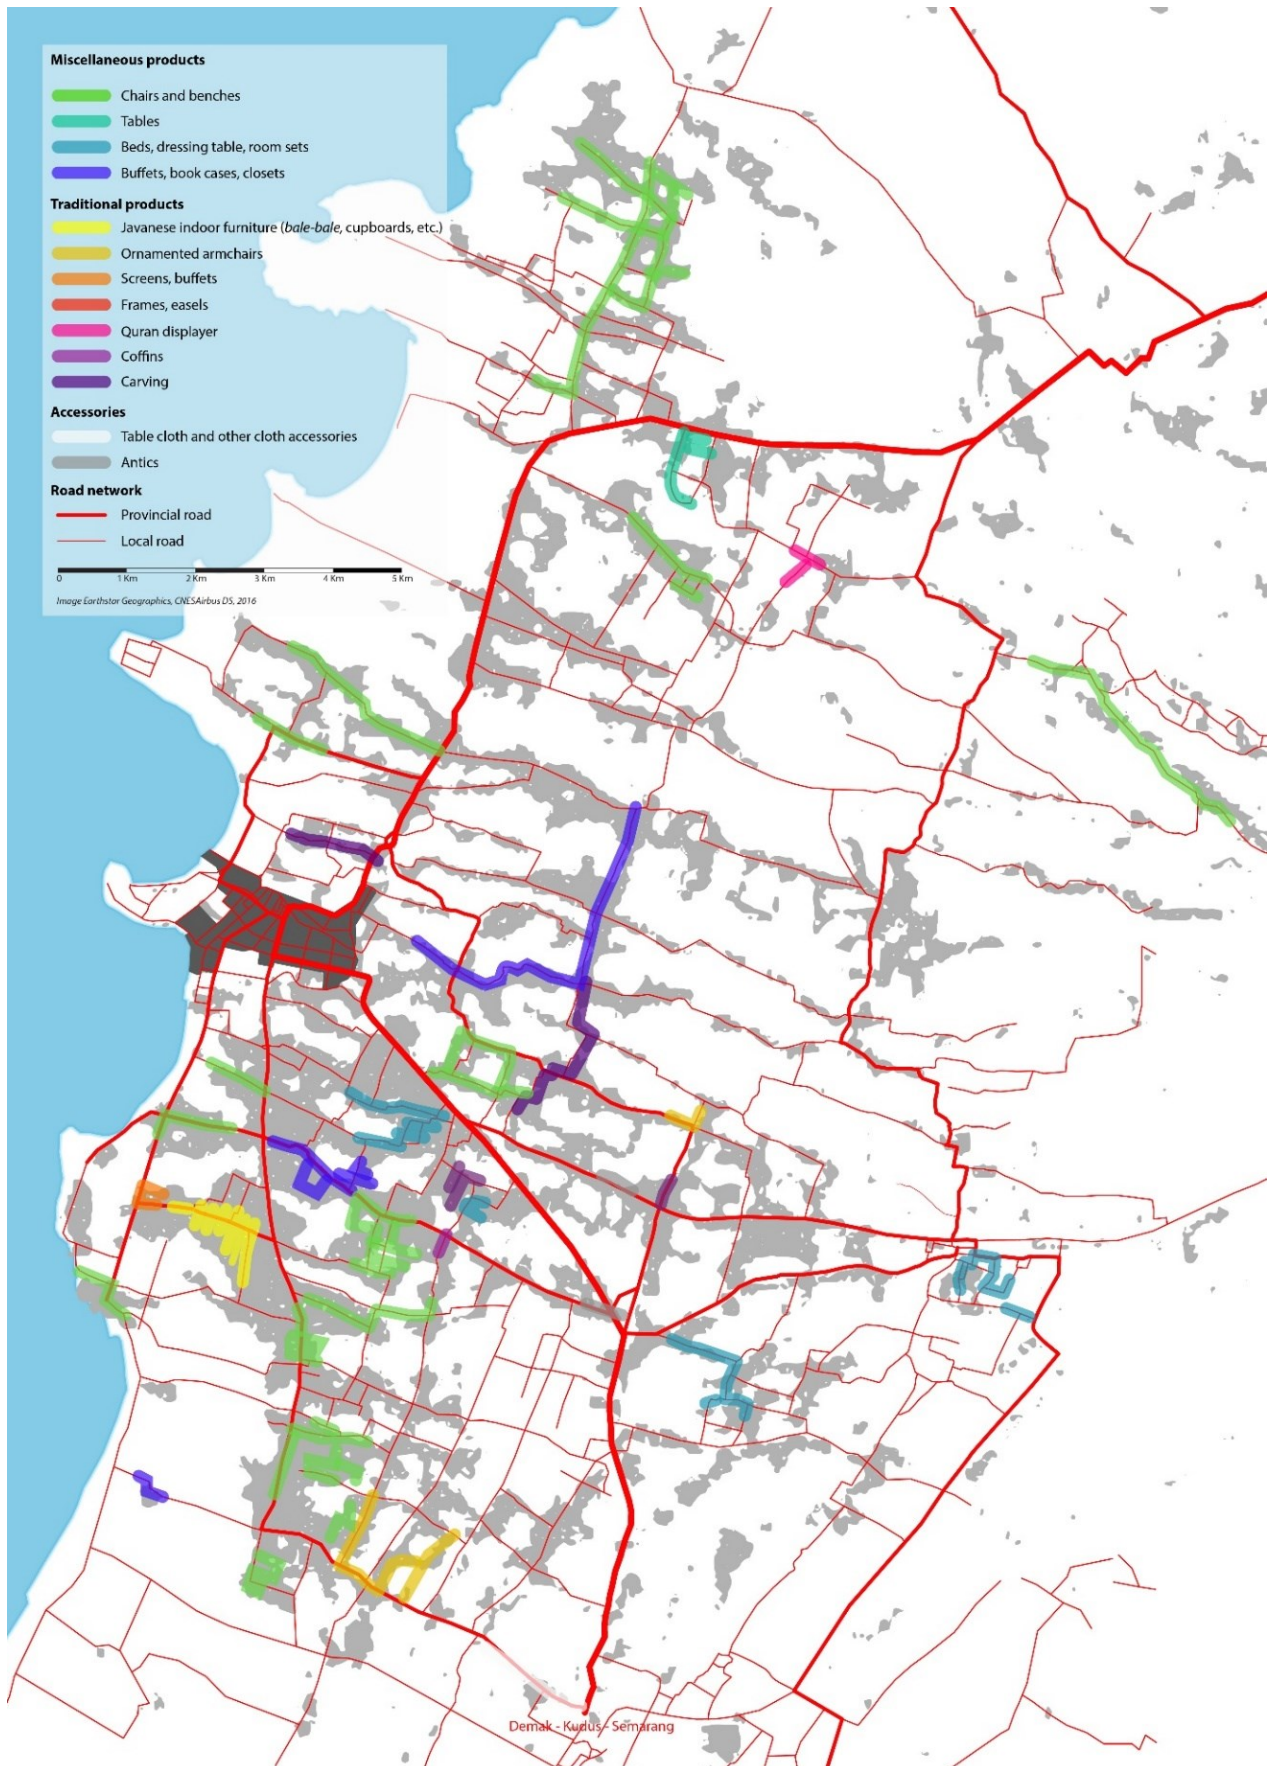 Miscellaneous products
Chairs and benches
Tables
Beds, dressing table, room sets
Buffets, book cases, closets
Traditional products
Javanese indoor furniture (bale-bale, cupboards, etc.)
Ornamented armchairs
Screens, buffets
Frames, easels
Quran displayer
Coffins
Carving
Accessories
Table cloth and other cloth accessories
Antics
Road network
Provincial road
Local road
0 1 Km 2 Km 3 Km 4 Km 5 Km
Image Earthstar Geographics, CNESAirbus DS, 2016
Demak - Kudus - Semarang